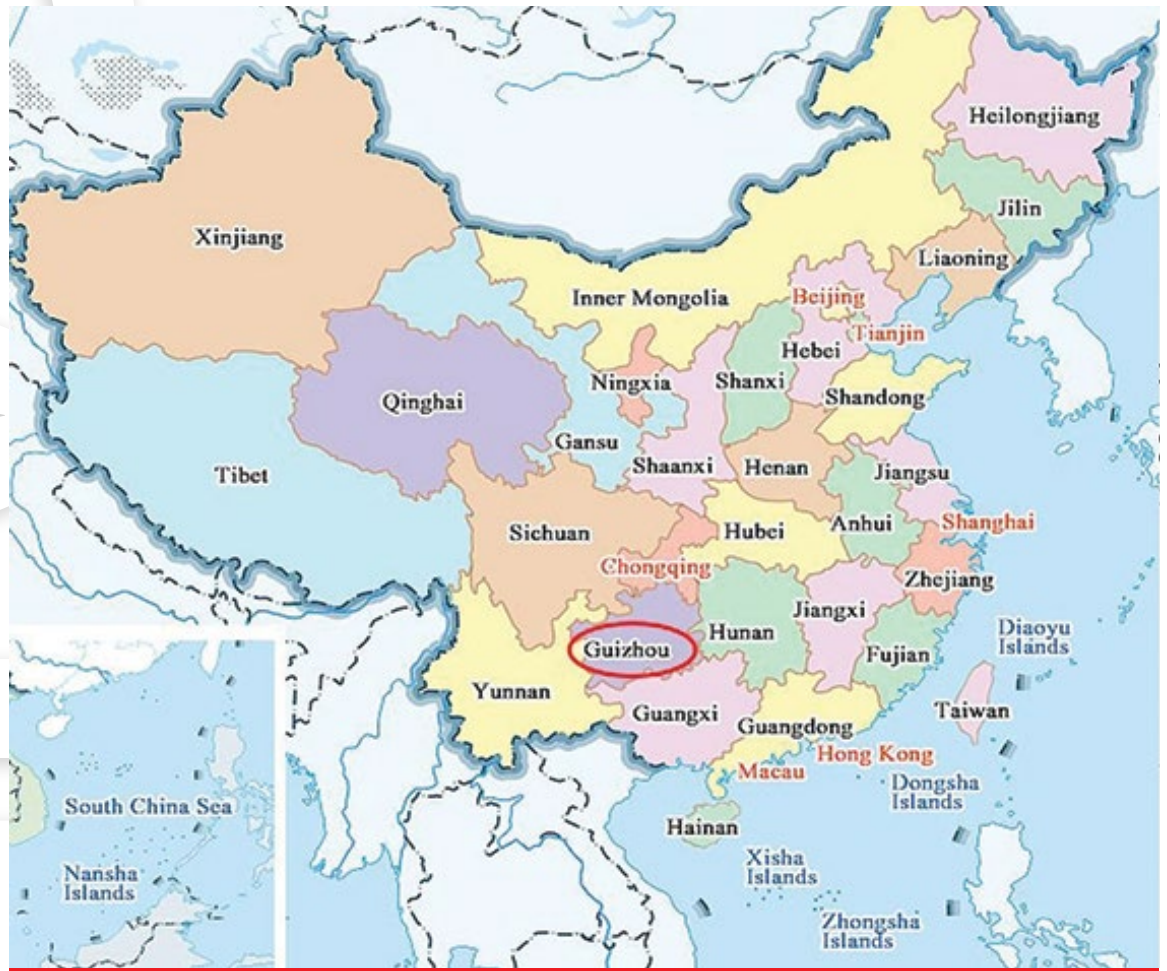 Heilongjiang
Jilin
Xinjiang
Liaoning
Inner Mongolia
Beijing
Tianjin
Hebei
Ningxia
Shanxi
Shandong
Qinghai
Gansu
Shaanxi
Henan
Jiangsu
Tibet
Shanghai
Anhui
Hubei
Sichuan
Chongqing
Zhejiang
Jiangxi
Diaoyu
Islands
Hunan
Guizhou
Fujian
Yunnan
Taiwan
Guangxi
Guangdong
Hong Kong
Macau
Dongsha
Islands
South China Sea
Hainan
Xisha
Islands
Nansha
Islands
Zhongsha
Islands